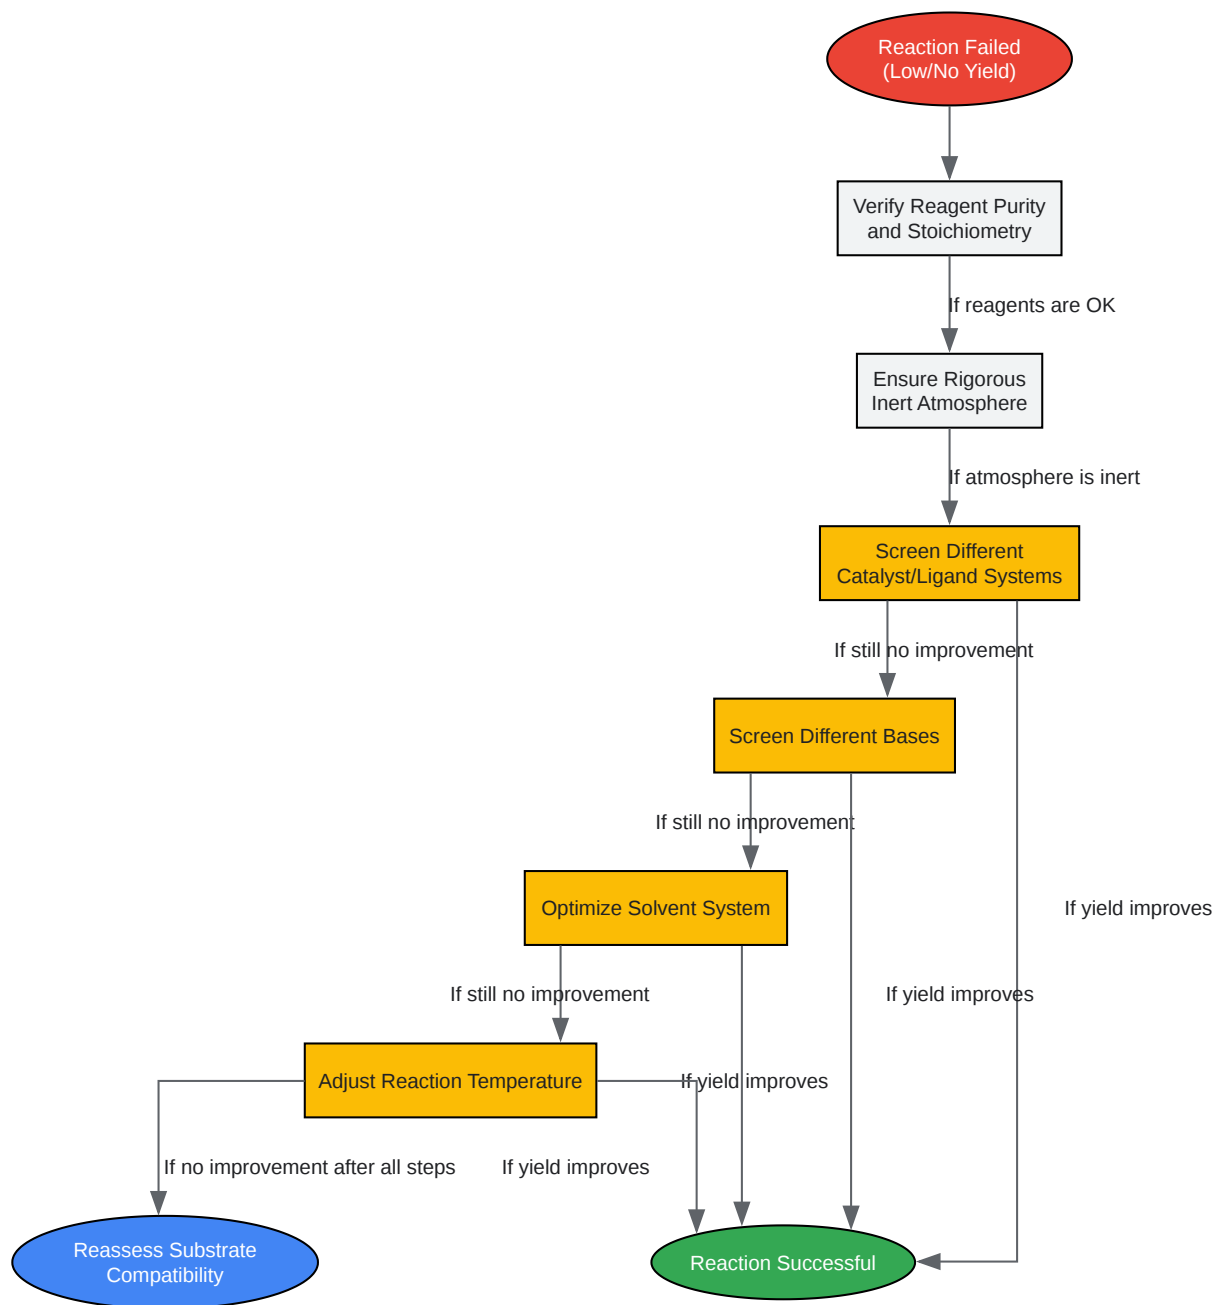 Reaction Failed
(Low/No Yield)
Verify Reagent Purity
and Stoichiometry
If reagents are OK
Ensure Rigorous
Inert Atmosphere
If atmosphere is inert
Screen Different
Catalyst/Ligand Systems
If still no improvement
Screen Different Bases
If still no improvement
Optimize Solvent System
If yield improves
If still no improvement
If yield improves
Adjust Reaction Temperature
If yield improves
If no improvement after all steps
If yield improves
Reassess Substrate
Compatibility
Reaction Successful